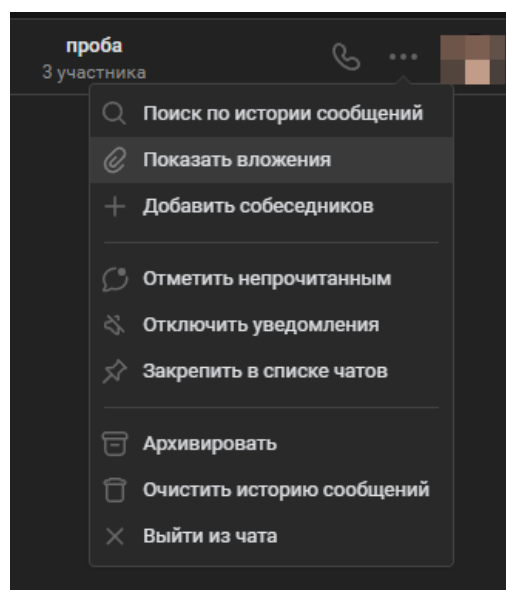 проба
3 участника
Поиск по истории сообщений
Показать вложения
Добавить собеседников
Отметить непрочитанным
Отключить уведомления
Закрепить в списке чатов
Архивировать
Очистить историю сообщений
Выйти из чата